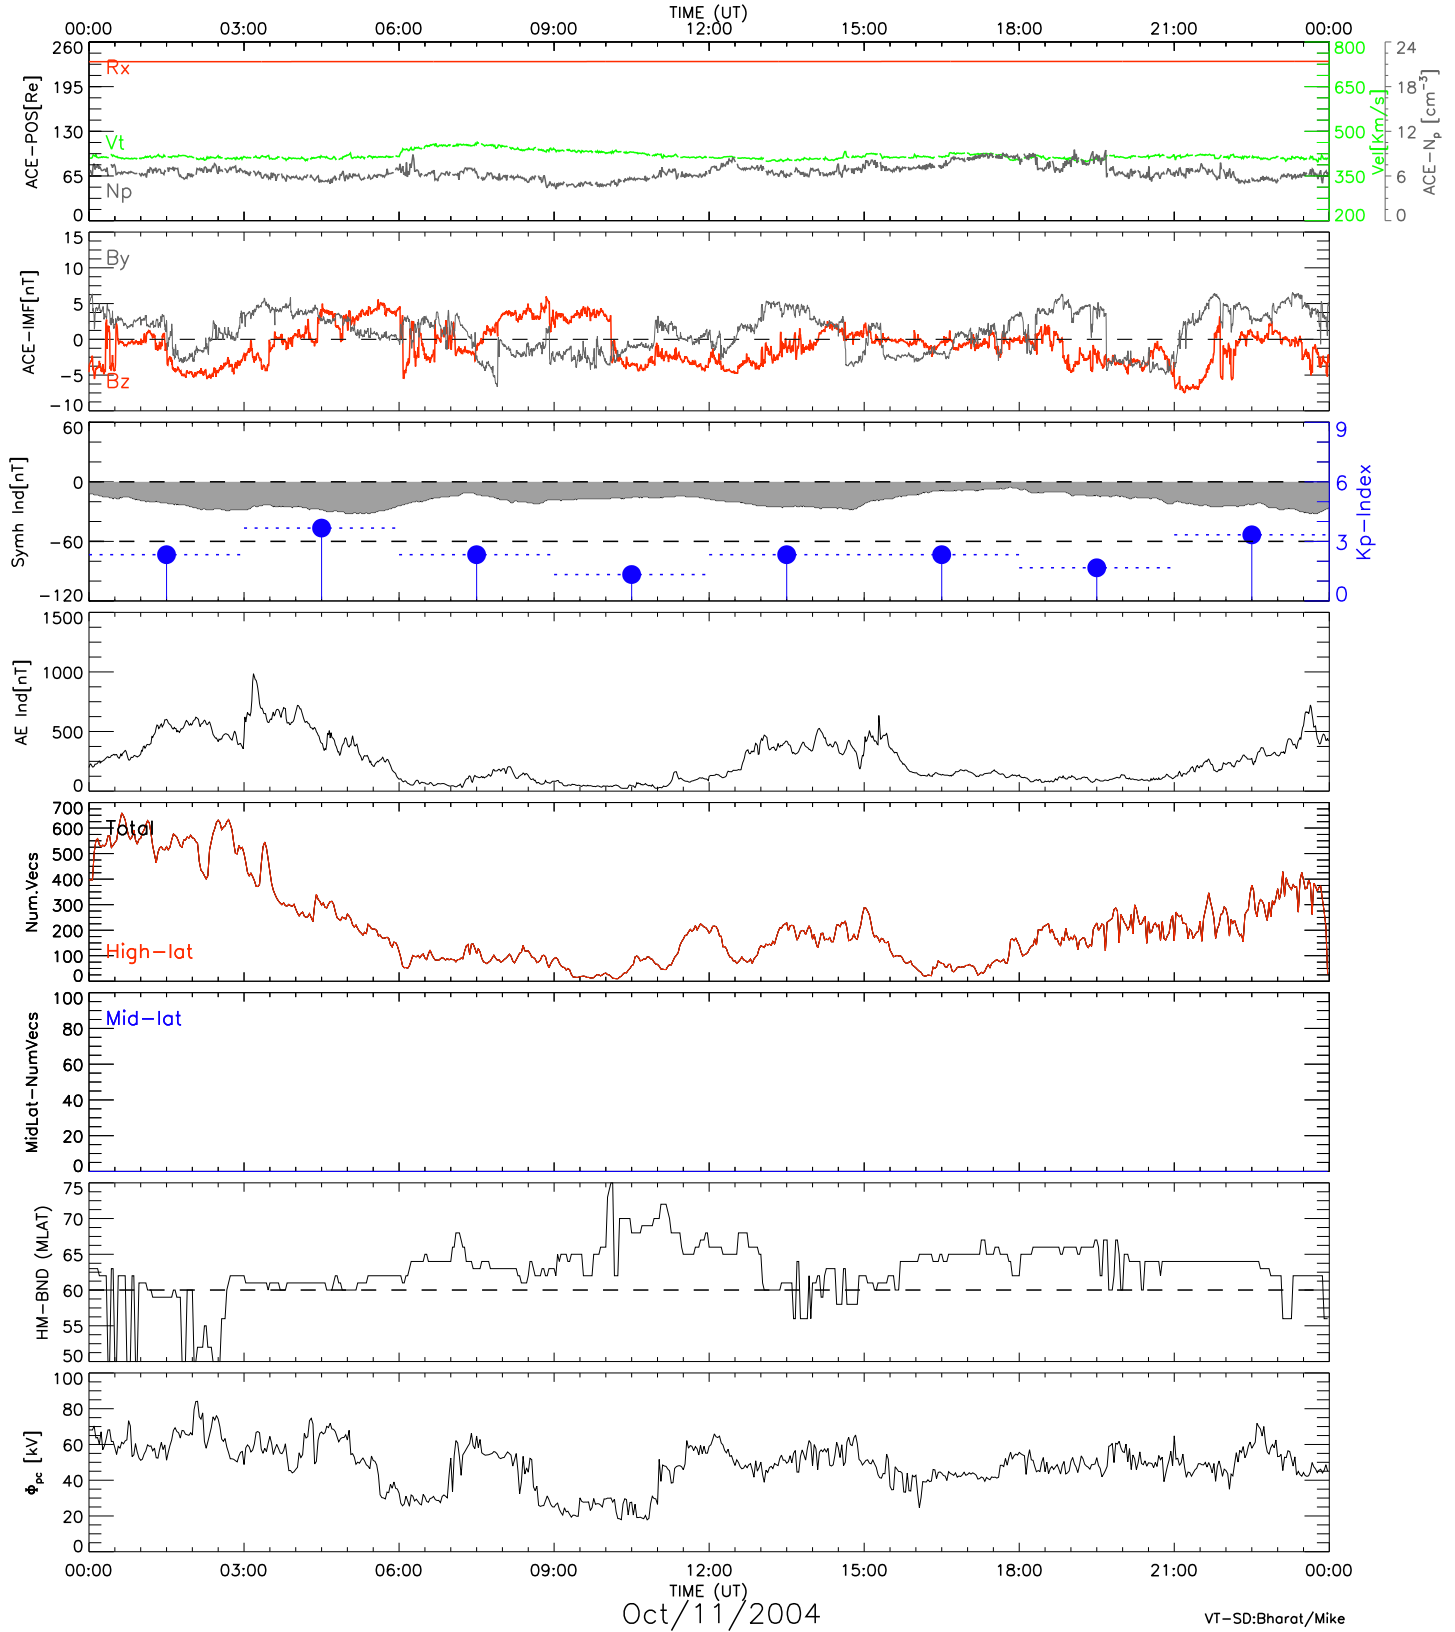 TIME (UT)
00:00 03:00 06:00 09:00 12:00 15:00 18:00 21:00 00:00
ACE-POS[Re]
260
195
130
65
0
Rx
Vt
Np
800
650
500
350
200
Vel[Km/s]
24
18
12
6
0
ACE-Np [cm-3]
ACE-IMF[nT]
15
10
5
0
-5
-10
By
Bz
Symh Ind[nT]
60
0
-60
-120
9
6
3
0
Kp-Index
AE Ind[nT]
1500
1000
500
0
Num.Vecs
700
600
500
400
300
200
100
0
Total
High-lat
MidLat-NumVecs
100
80
60
40
20
0
Mid-lat
HM-BND (MLAT)
75
70
65
60
55
50
Φpc [kV]
100
80
60
40
20
0
00:00 03:00 06:00 09:00 12:00 15:00 18:00 21:00 00:00
TIME (UT)
Oct/11/2004
VT-SD:Bharat/Mike